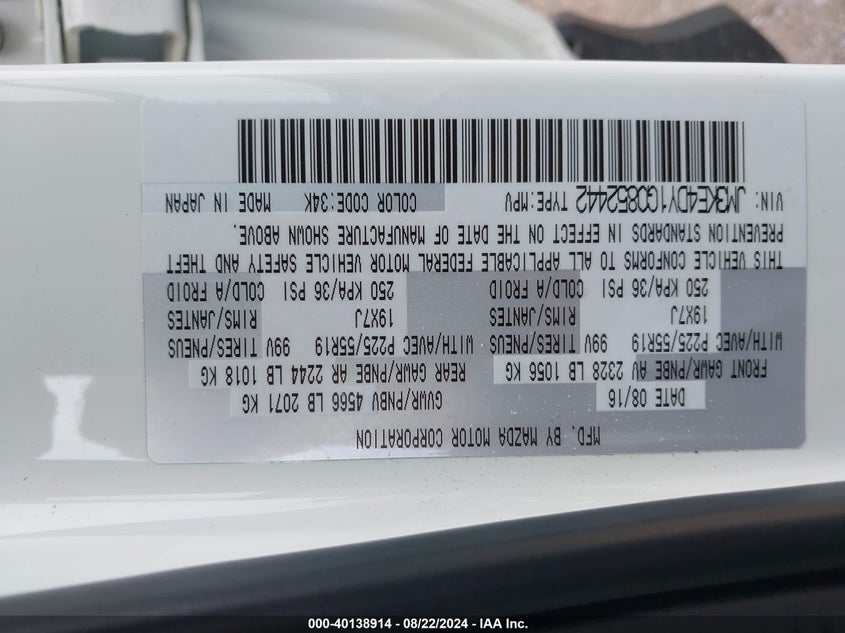 MFD. BY MAZDA MOTOR CORPORATION
DATE 08/16 GVWR/PNBV 4566 LB 2071 KG
FRONT GAWR/PNBE AV 2328 LB 1056 KG REAR GAWR/PNBE AR 2244 LB 1018 KG
WITH/AVEC P225/55R19 99V TIRES/PNEUS WITH/AVEC P225/55R19 99V TIRES/PNEUS
19X7J RIMS/JANTES 19X7J RIMS/JANTES
250 KPA/36 PSI COLD/A FROID 250 KPA/36 PSI COLD/A FROID
THIS VEHICLE CONFORMS TO ALL APPLICABLE FEDERAL MOTOR VEHICLE SAFETY AND THEFT
PREVENTION STANDARDS IN EFFECT ON THE DATE OF MANUFACTURE SHOWN ABOVE.
VIN: JM3KE4DY1G0852442 TYPE:MPV COLOR CODE:34K MADE IN JAPAN
000-40138914 - 08/22/2024 - IAA Inc.